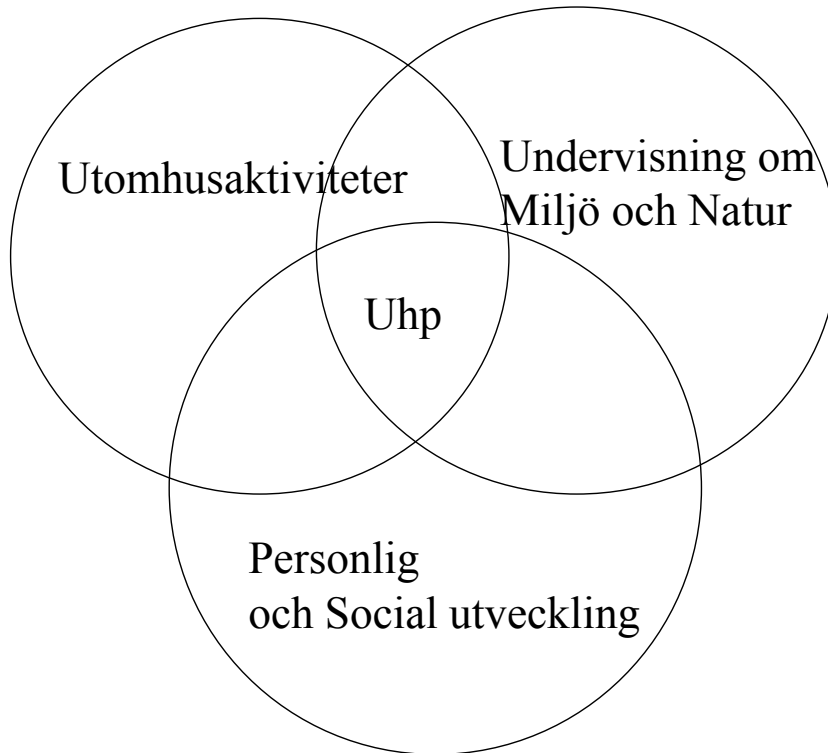 Utomhusaktiviteter
Undervisning om
Miljö och Natur
Uhp
Personlig
och Social utveckling